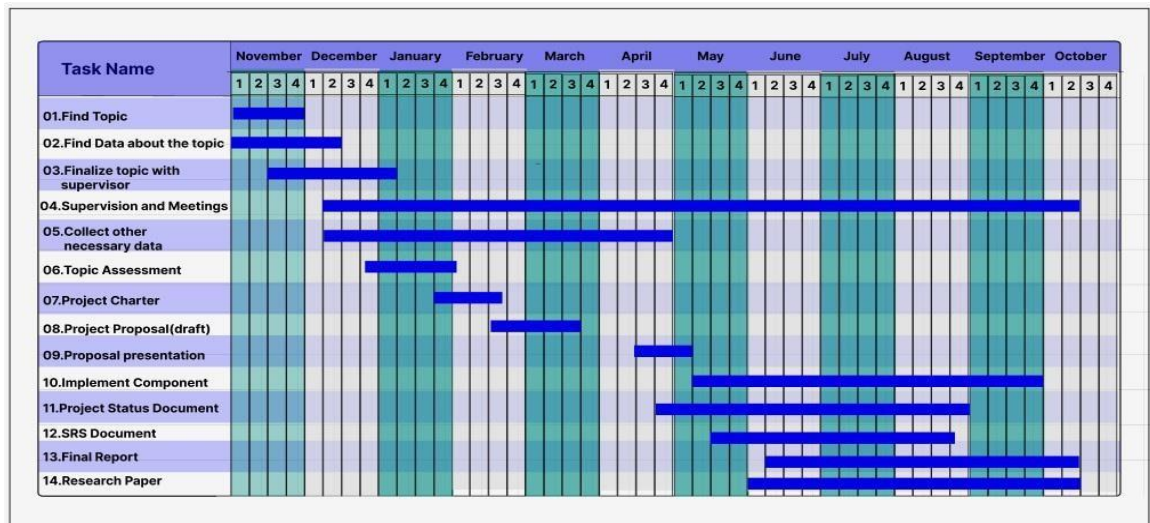 Task Name
November December January February March April May June July August September October
1 2 3 4 1 2 3 4 1 2 3 4 1 2 3 4 1 2 3 4 1 2 3 4 1 2 3 4 1 2 3 4 1 2 3 4 1 2 3 4 1 2 3 4 1 2 3 4
01.Find Topic
02.Find Data about the topic
03.Finalize topic with
supervisor
04.Supervision and Meetings
05.Collect other
necessary data
06.Topic Assessment
07.Project Charter
08.Project Proposal(draft)
09.Proposal presentation
10.Implement Component
11.Project Status Document
12.SRS Document
13.Final Report
14.Research Paper